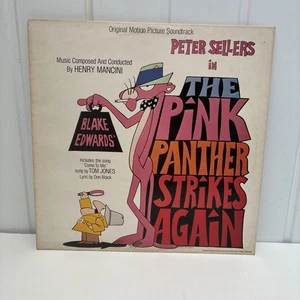 Original Motion Picture Soundtrack
PETER SELLERS
in
Music Composed And Conducted
By HENRY MANCINI
THE
PINK
PANTHER
STRIKES
AGAIN
BLAKE
EDWARDS'
Includes the song
"Come To Me"
sung by TOM JONES
Lyric by Don Black